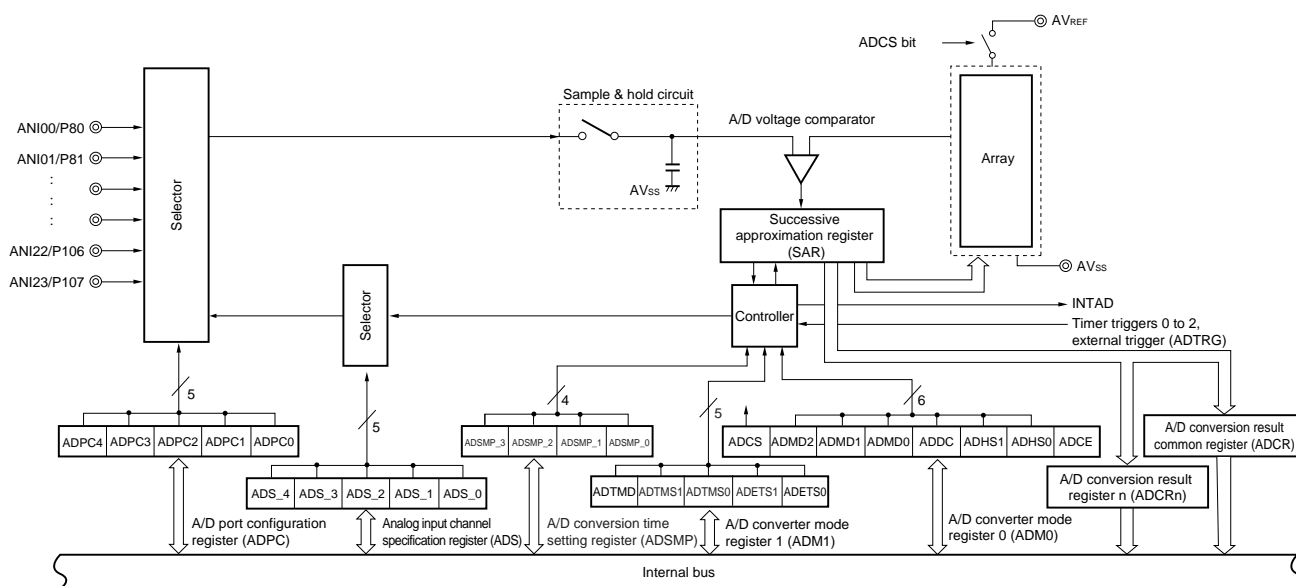 AVREF
ADCS bit
Sample & hold circuit
A/D voltage comparator
ANI00/P80
ANI01/P81
:
:
:
ANI22/P106
ANI23/P107
Selector
Array
AVSS
Successive
approximation register
(SAR)
AVSS
Selector
Controller
INTAD
Timer triggers 0 to 2,
external trigger (ADTRG)
5
5
4
5
6
ADPC4 ADPC3 ADPC2 ADPC1 ADPC0
ADSMP_3 ADSMP_2 ADSMP_1 ADSMP_0
ADCS ADMD2 ADMD1 ADMD0 ADDC ADHS1 ADHS0 ADCE
A/D conversion result
common register (ADCR)
ADS_4 ADS_3 ADS_2 ADS_1 ADS_0
ADTMD ADTMS1 ADTMS0 ADETS1 ADETS0
A/D conversion result
register n (ADCRn)
A/D port configuration
register (ADPC)
Analog input channel
specification register (ADS)
A/D conversion time
setting register (ADSMP)
A/D converter mode
register 1 (ADM1)
A/D converter mode
register 0 (ADM0)
Internal bus